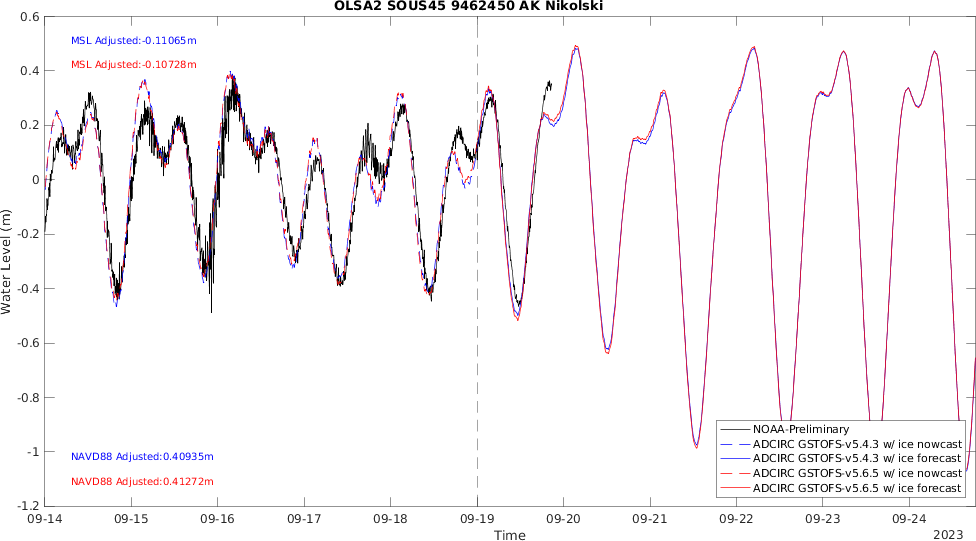 OLSA2 SOUS45 9462450 AK Nikolski
0.6
MSL Adjusted:-0.11065m
MSL Adjusted:-0.10728m
0.4
0.2
0
-0.2
-0.4
-0.6
-0.8
-1
-1.2
Water Level (m)
NAVD88 Adjusted:0.40935m
NAVD88 Adjusted:0.41272m
NOAA-Preliminary
ADCIRC GSTOFS-v5.4.3 w/ ice nowcast
ADCIRC GSTOFS-v5.4.3 w/ ice forecast
ADCIRC GSTOFS-v5.6.5 w/ ice nowcast
ADCIRC GSTOFS-v5.6.5 w/ ice forecast
09-14 09-15 09-16 09-17 09-18 09-19 09-20 09-21 09-22 09-23 09-24
Time
2023